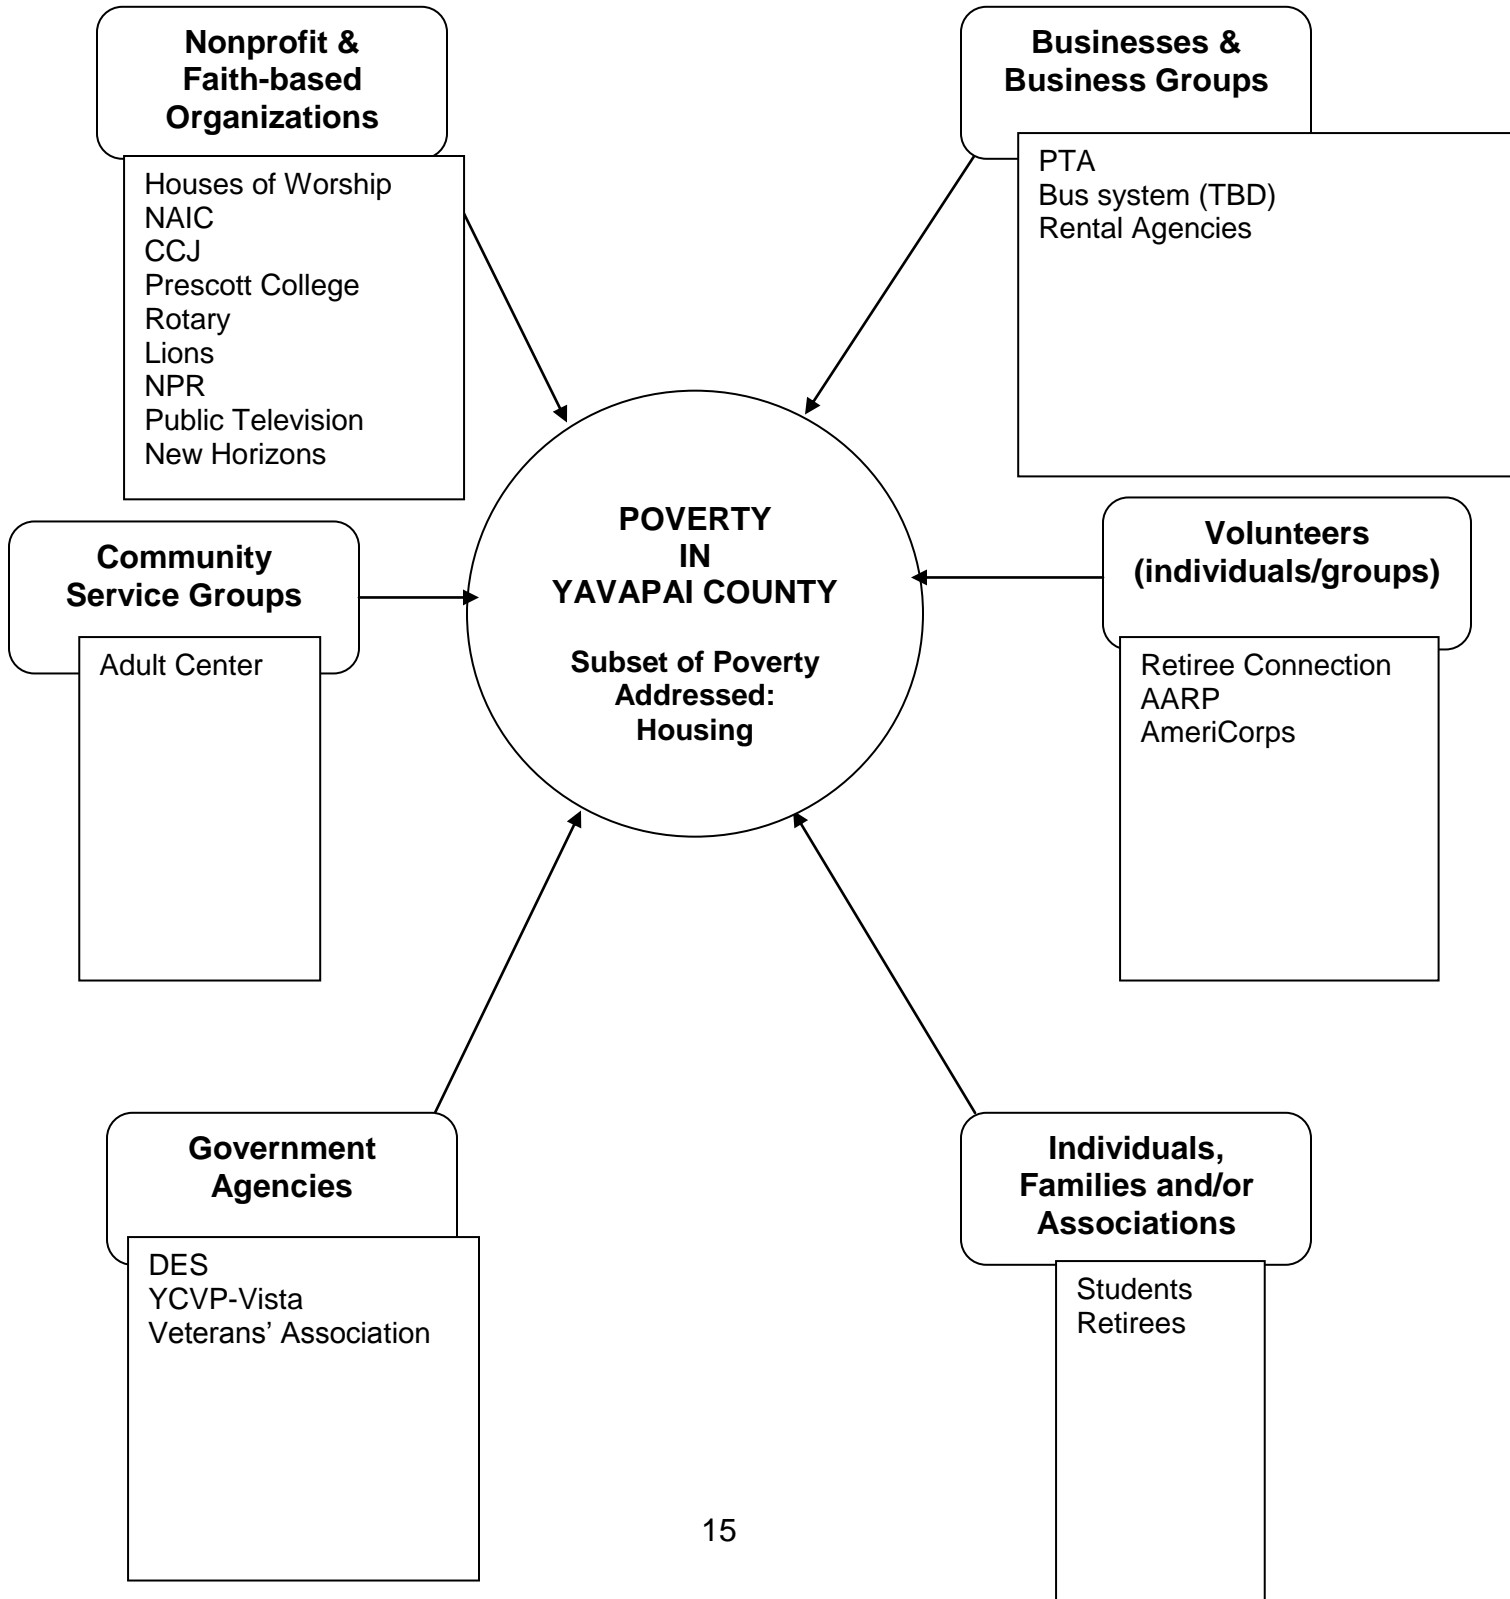 Nonprofit &
Faith-based
Organizations
Houses of Worship
NAIC
CCJ
Prescott College
Rotary
Lions
NPR
Public Television
New Horizons
Businesses &
Business Groups
PTA
Bus system (TBD)
Rental Agencies
Community
Service Groups
Adult Center
POVERTY
IN
YAVAPAI COUNTY
Subset of Poverty
Addressed:
Housing
Volunteers
(individuals/groups)
Retiree Connection
AARP
AmeriCorps
Government
Agencies
DES
YCVP-Vista
Veterans’ Association
Individuals,
Families and/or
Associations
Students
Retirees
15